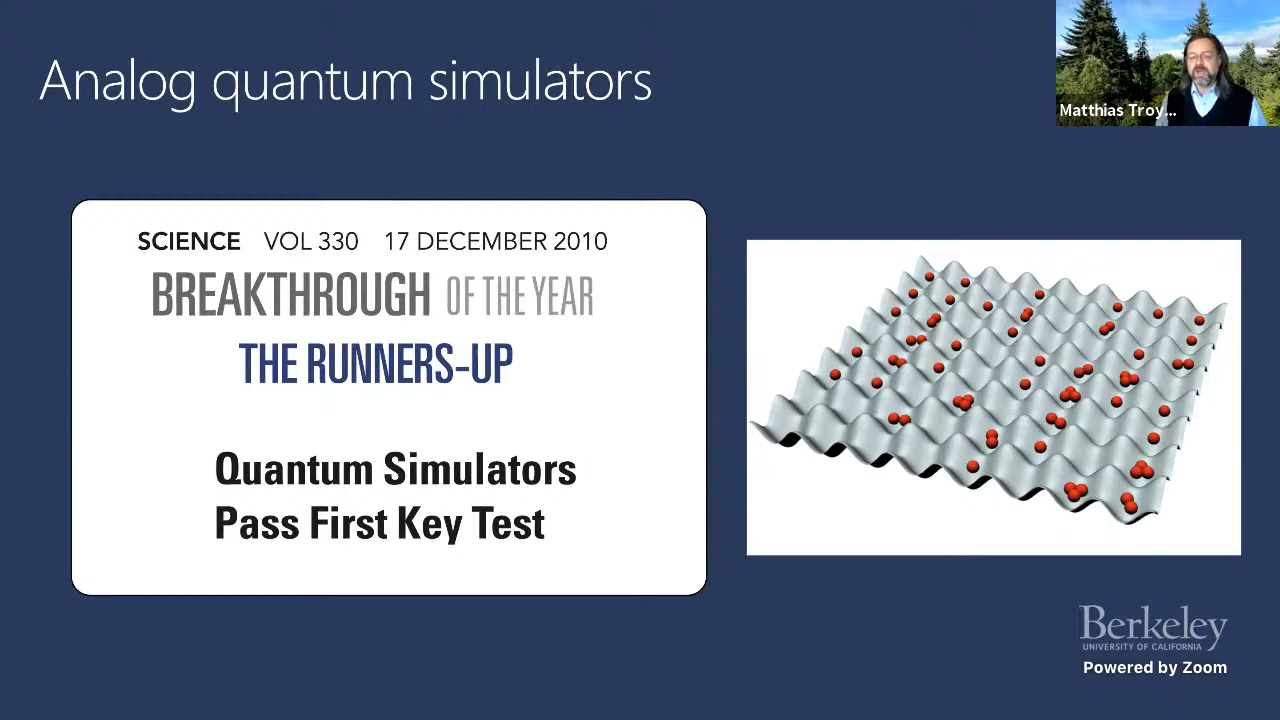 Analog quantum simulators
Matthias Troy...
SCIENCE VOL 330 17 DECEMBER 2010
BREAKTHROUGH OF THE YEAR
THE RUNNERS-UP
Quantum Simulators
Pass First Key Test
Berkeley
UNIVERSITY OF CALIFORNIA
Powered by Zoom